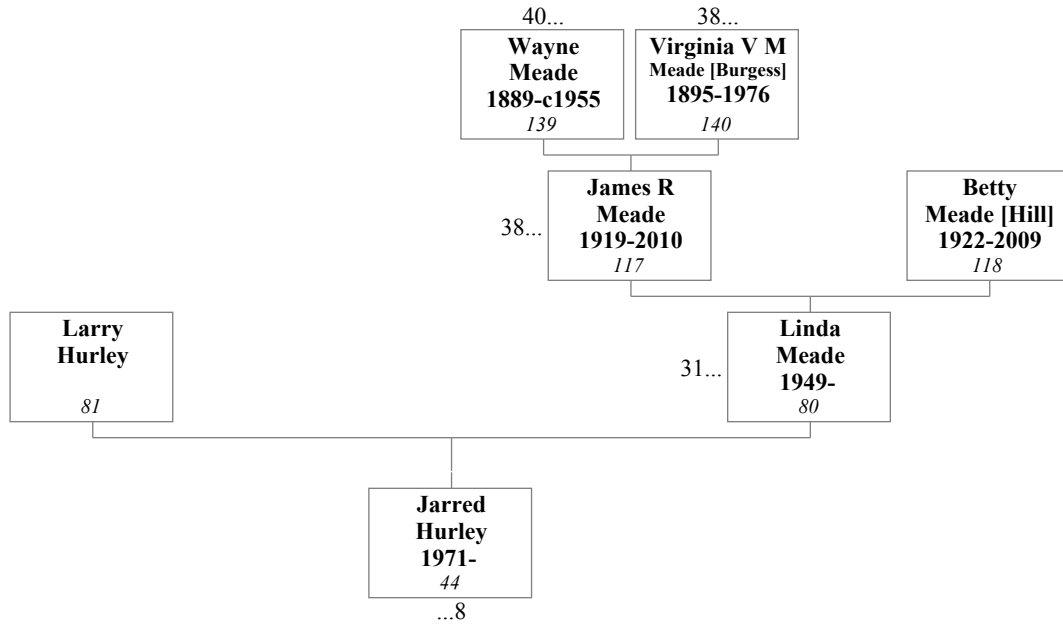 40...
38...
Wayne
Meade
1889-c1955
139
Virginia V M
Meade [Burgess]
1895-1976
140
38...
James R
Meade
1919-2010
117
Betty
Meade [Hill]
1922-2009
118
Larry
Hurley
81
31...
Linda
Meade
1949-
80
Jarred
Hurley
1971-
44
...8